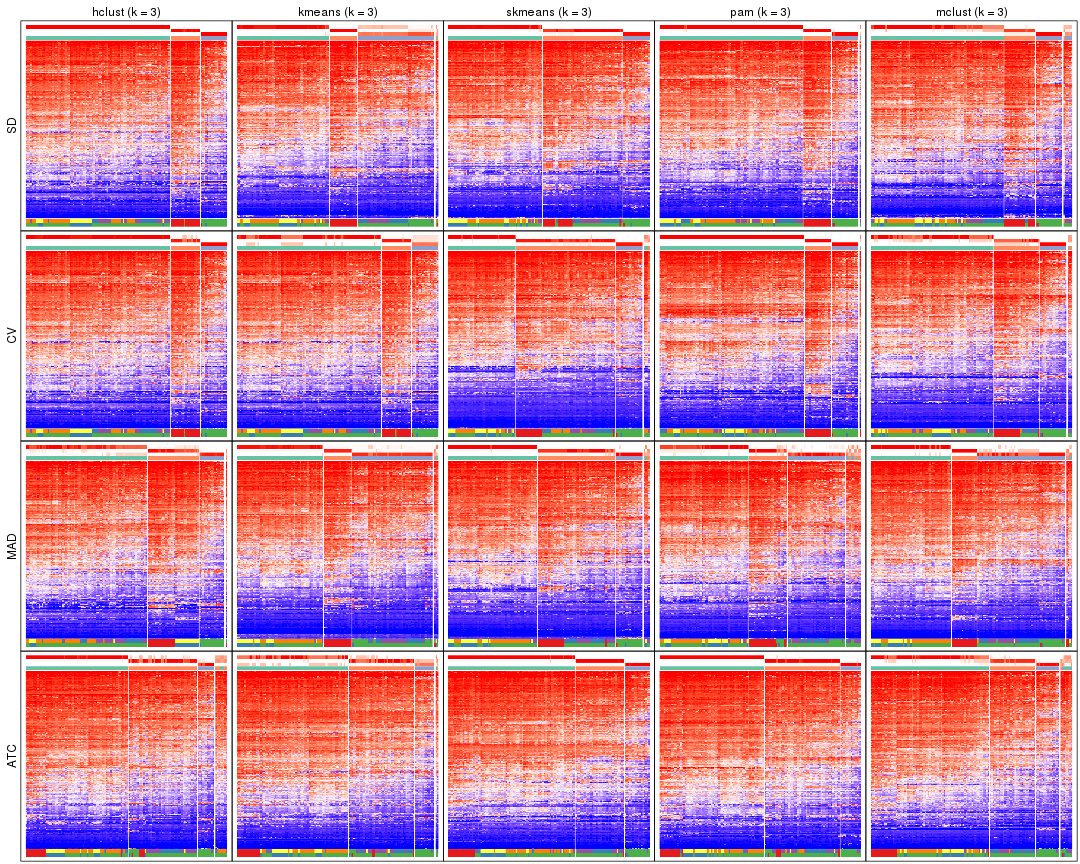 hclust (k = 3) kmeans (k = 3) skmeans (k = 3) pam (k = 3) mclust (k = 3)
SD
CV
MAD
ATC